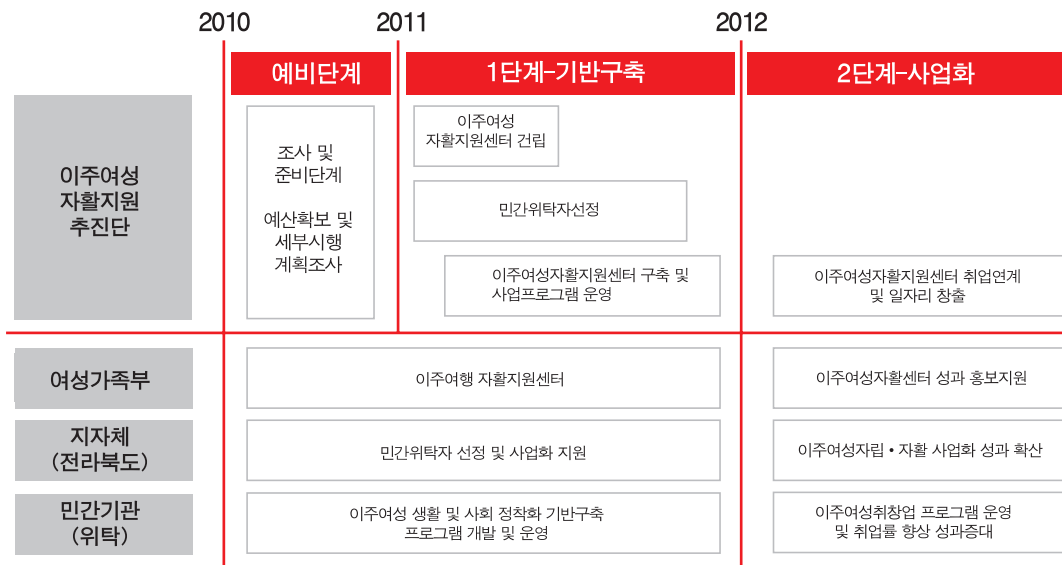 2010
2011
2012
예비단계
1단계-기반구축
2단계-사업화
이주여성
자활지원
추진단
조사 및
준비단계
예산확보 및
세부시행
계획조사
이주여성
자활지원센터 건립
민간위탁자선정
이주여성자활지원센터 구축 및
사업프로그램 운영
이주여성자활지원센터 취업연계
및 일자리 창출
여성가족부
이주여행 자활지원센터
이주여성자활센터 성과 홍보지원
지자체
(전라북도)
민간위탁자 선정 및 사업화 지원
이주여성자립 • 자활 사업화 성과 확산
민간기관
(위탁)
이주여성 생활 및 사회 정착화 기반구축
프로그램 개발 및 운영
이주여성취창업 프로그램 운영
및 취업률 향상 성과증대